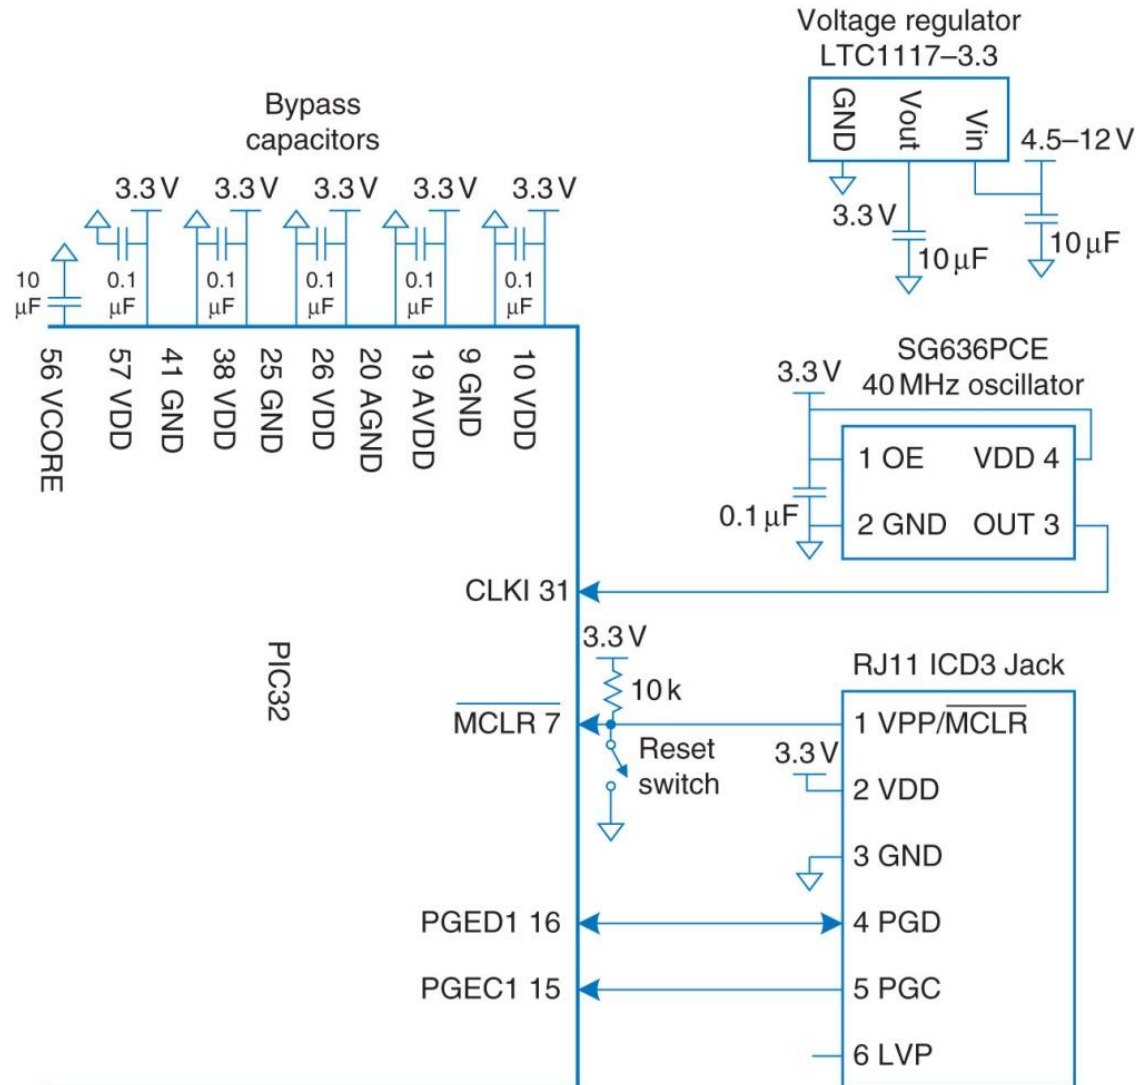 Voltage regulator
LTC1117–3.3
GND
Vout
Vin
4.5–12 V
3.3 V
10 µF
10 µF
Bypass
capacitors
3.3 V
3.3 V
3.3 V
3.3 V
3.3 V
10
µF
0.1
µF
0.1
µF
0.1
µF
0.1
µF
0.1
µF
56 VCORE
57 VDD
41 GND
38 VDD
25 GND
26 VDD
20 AGND
19 AVDD
9 GND
10 VDD
SG636PCE
40 MHz oscillator
3.3 V
1 OE
VDD 4
0.1 µF
2 GND
OUT 3
CLKI 31
PIC32
3.3 V
10 k
MCLR 7
Reset
switch
RJ11 ICD3 Jack
1 VPP/MCLR
3.3 V
2 VDD
3 GND
PGED1 16
4 PGD
PGEC1 15
5 PGC
6 LVP